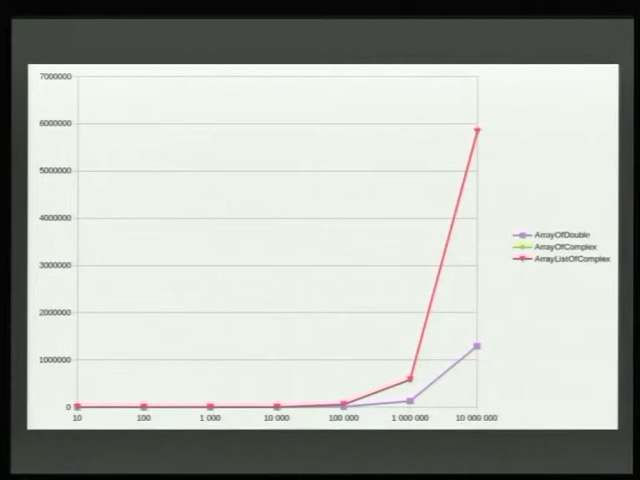 7000000
6000000
5000000
4000000
3000000
2000000
1000000
0
10 100 1 000 10 000 100 000 1 000 000 10 000 000
ArrayOfDouble
ArrayOfComplex
ArrayListOfComplex